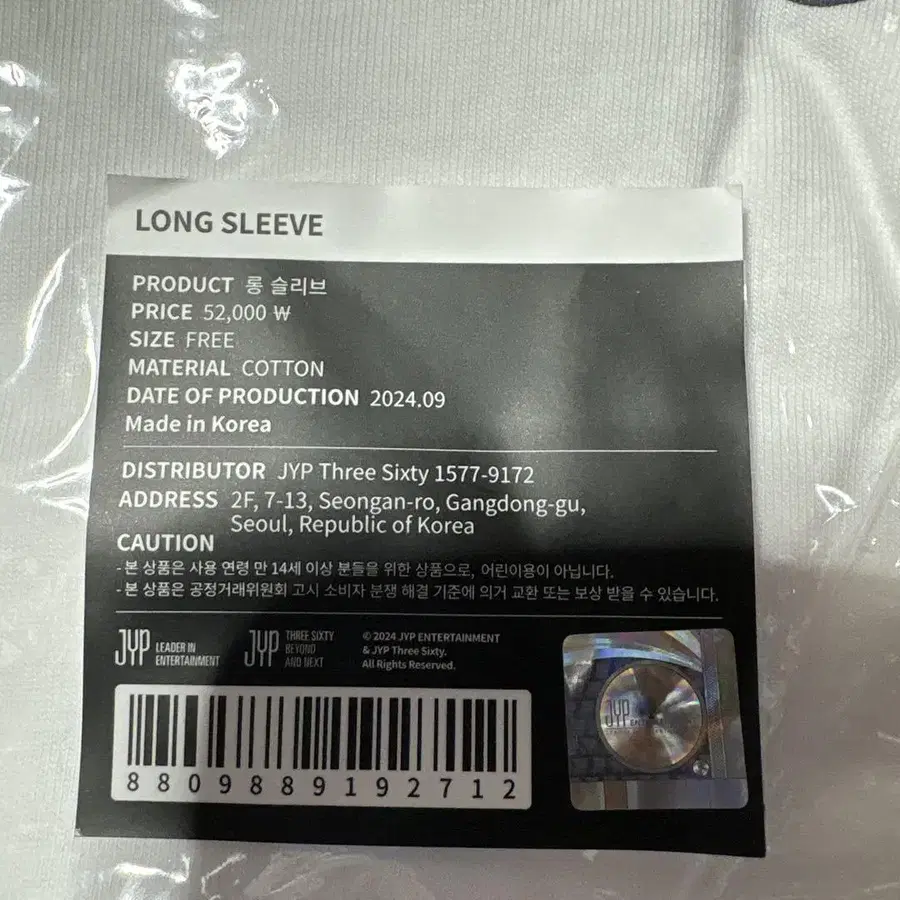 LONG SLEEVE
PRODUCT 롱 슬리브
PRICE 52,000 ₩
SIZE FREE
MATERIAL COTTON
DATE OF PRODUCTION 2024.09
Made in Korea
DISTRIBUTOR JYP Three Sixty 1577-9172
ADDRESS 2F, 7-13, Seongan-ro, Gangdong-gu,
Seoul, Republic of Korea
CAUTION
- 본 상품은 사용 연령 만 14세 이상 분들을 위한 상품으로, 어린이용이 아닙니다.
- 본 상품은 공정거래위원회 고시 소비자 분쟁 해결 기준에 의거 교환 또는 보상 받을 수 있습니다.
JYP LEADER IN
ENTERTAINMENT
JYP THREE SIXTY
BEYOND
AND NEXT
© 2024 JYP ENTERTAINMENT
& JYP Three Sixty.
All Rights Reserved.
JYP
8809889192712